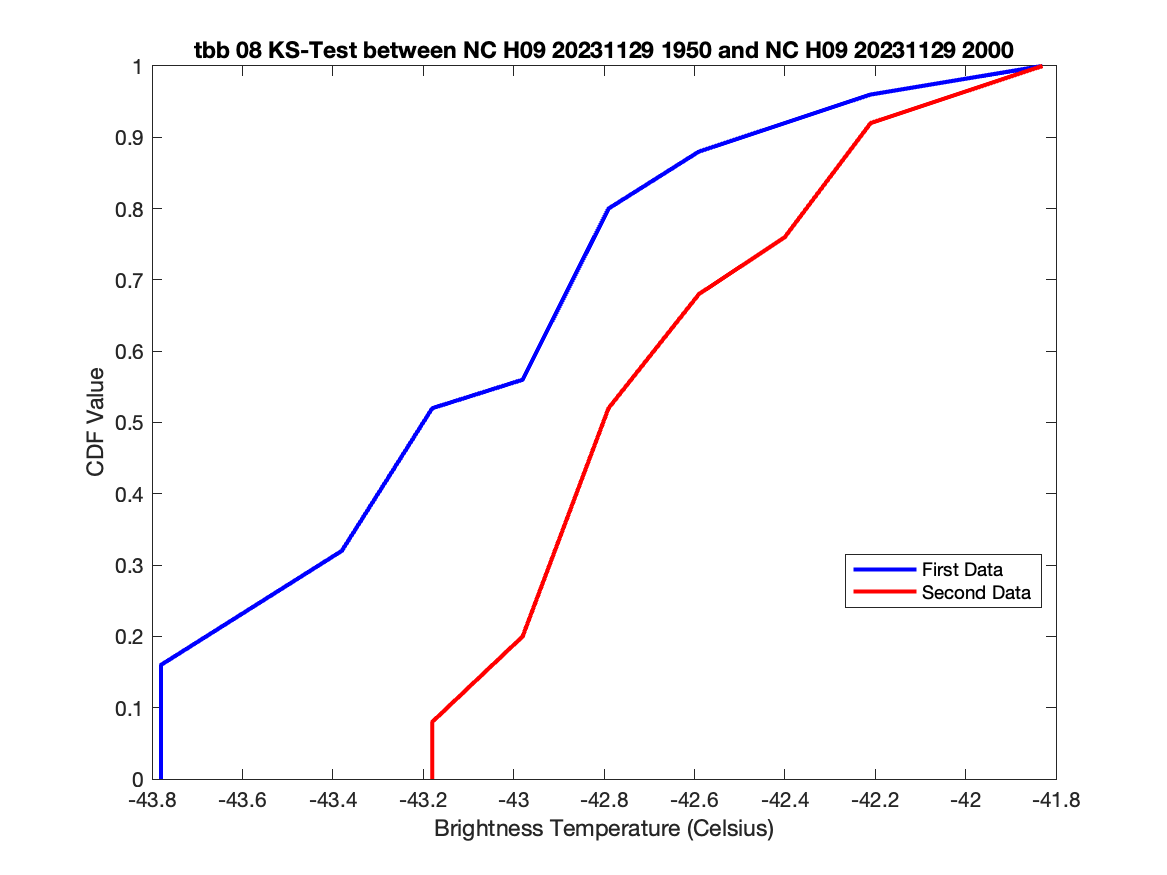 tbb 08 KS-Test between NC H09 20231129 1950 and NC H09 20231129 2000
1
0.9
0.8
0.7
0.6
0.5
0.4
0.3
0.2
0.1
0
CDF Value
First Data
Second Data
-43.8 -43.6 -43.4 -43.2 -43 -42.8 -42.6 -42.4 -42.2 -42 -41.8
Brightness Temperature (Celsius)